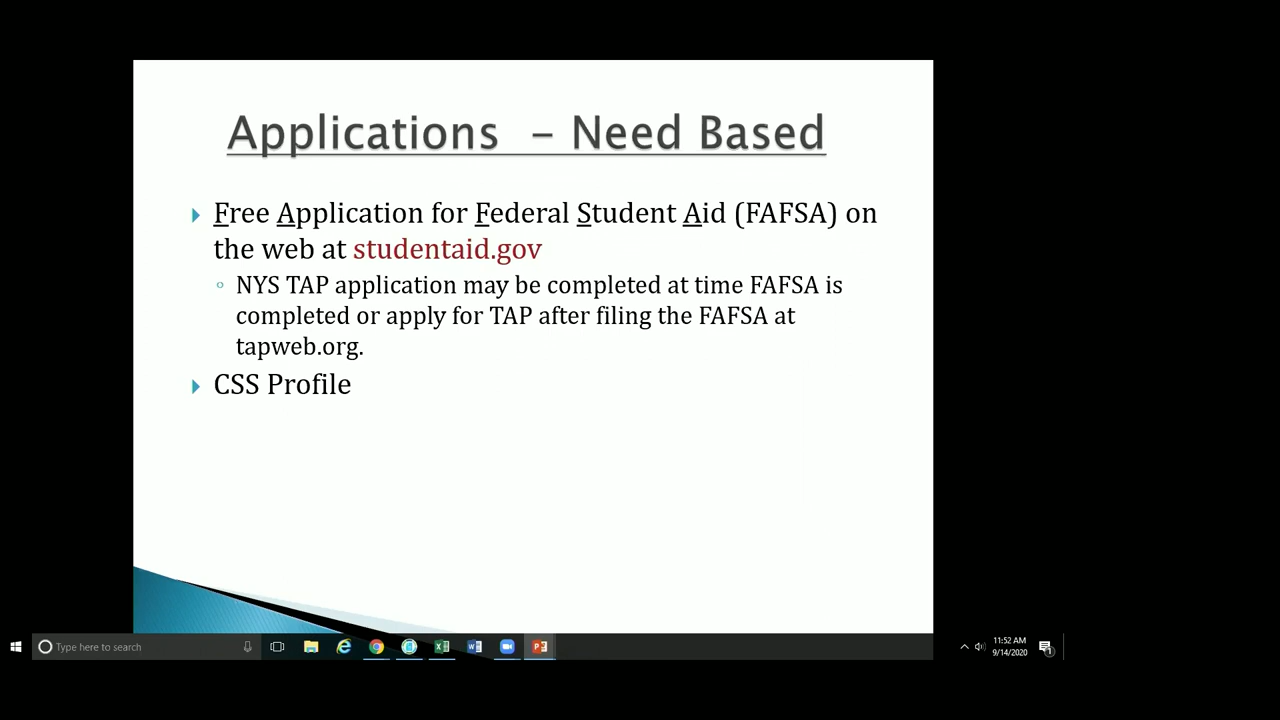 Applications – Need Based
Free Application for Federal Student Aid (FAFSA) on
the web at studentaid.gov
NYS TAP application may be completed at time FAFSA is
completed or apply for TAP after filing the FAFSA at
tapweb.org.
CSS Profile
Type here to search
11:52 AM
9/14/2020
1